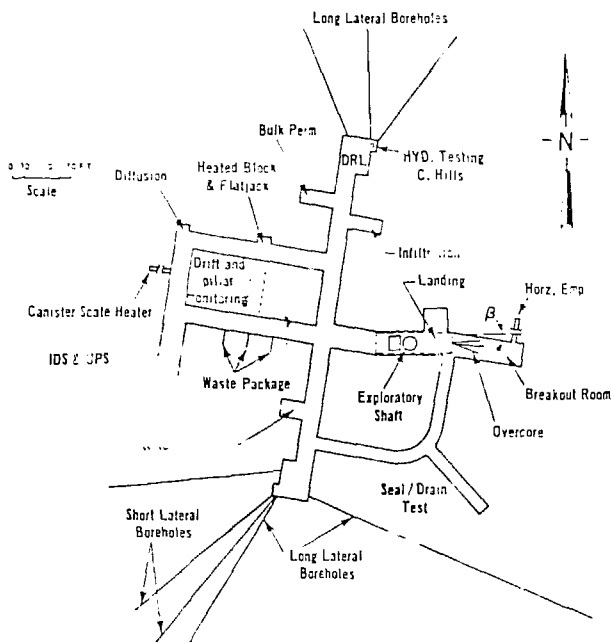 Long Lateral Boreholes
Bulk Perm
DRL
HYD. Testing
C. Hills
Heated Block
& Flatjack
Scale
Diffusion
N
Drift and
Landing
Horz. Emp
β
Canister Scale Heater
IDS & UPS
Waste Package
Exploratory
Shaft
Breakout Room
Overcore
Seal/Drain
Test
Short Lateral
Boreholes
Long Lateral
Boreholes